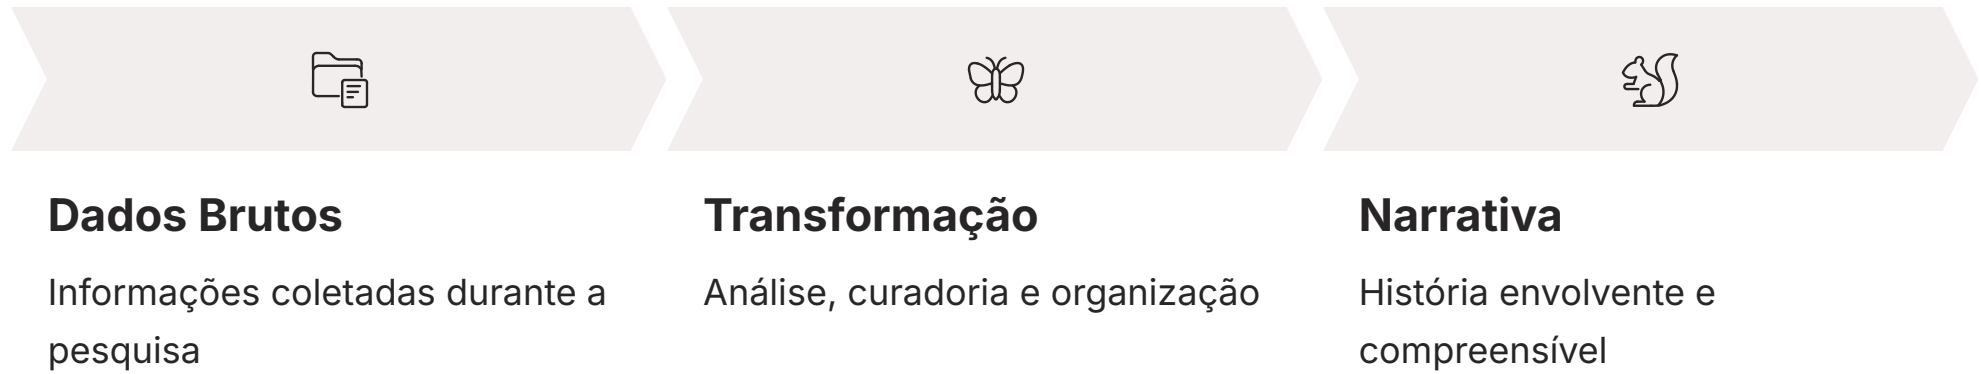 Dados Brutos
Informações coletadas durante a
pesquisa
Transformação
Análise, curadoria e organização
Narrativa
História envolvente e
compreensível